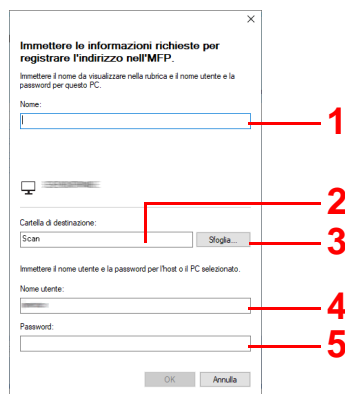 Immettere le informazioni richieste per
registrare l'indirizzo nell'MFP.
Immettere il nome da visualizzare nella rubrica e il nome utente e la
password per questo PC.
Nome:
1
2
Cartella di destinazione:
Scan
Sfoglia...
3
Immettere il nome utente e la password per l'host o il PC selezionato.
Nome utente:
4
Password:
5
OK
Annulla